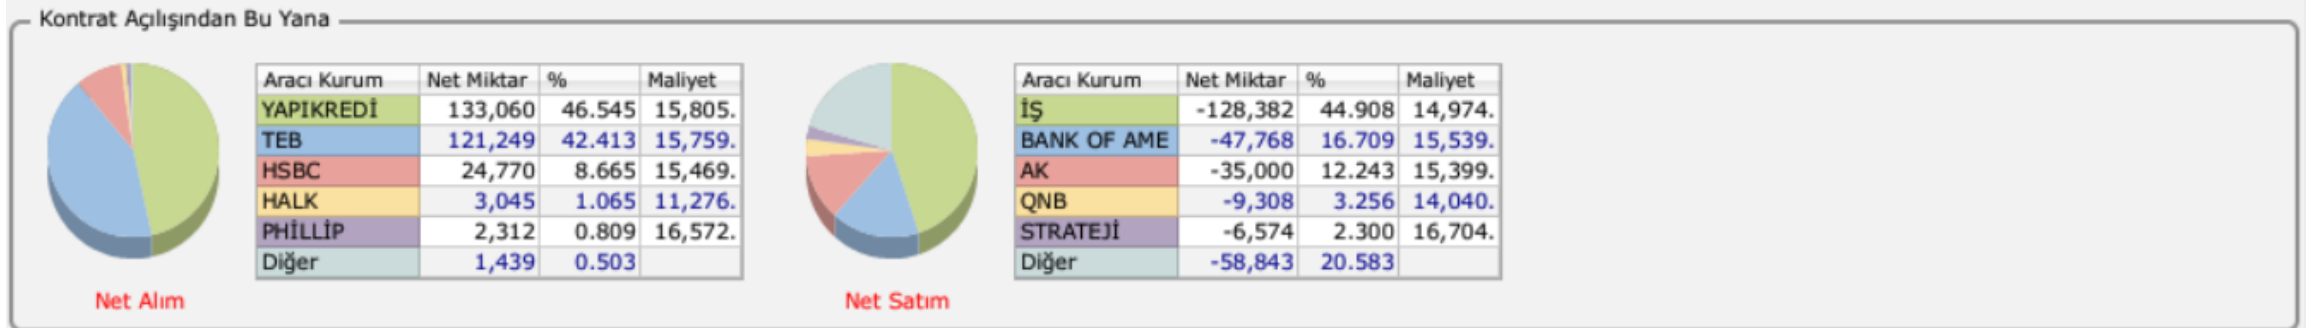 Kontrat Açılışından Bu Yana
Aracı Kurum Net Miktar % Maliyet
YAPIKREDİ 133,060 46.545 15,805.
TEB 121,249 42.413 15,759.
HSBC 24,770 8.665 15,469.
HALK 3,045 1.065 11,276.
PHİLLİP 2,312 0.809 16,572.
Diğer 1,439 0.503
Net Alım
Aracı Kurum Net Miktar % Maliyet
İŞ -128,382 44.908 14,974.
BANK OF AME -47,768 16.709 15,539.
AK -35,000 12.243 15,399.
QNB -9,308 3.256 14,040.
STRATEJİ -6,574 2.300 16,704.
Diğer -58,843 20.583
Net Satım